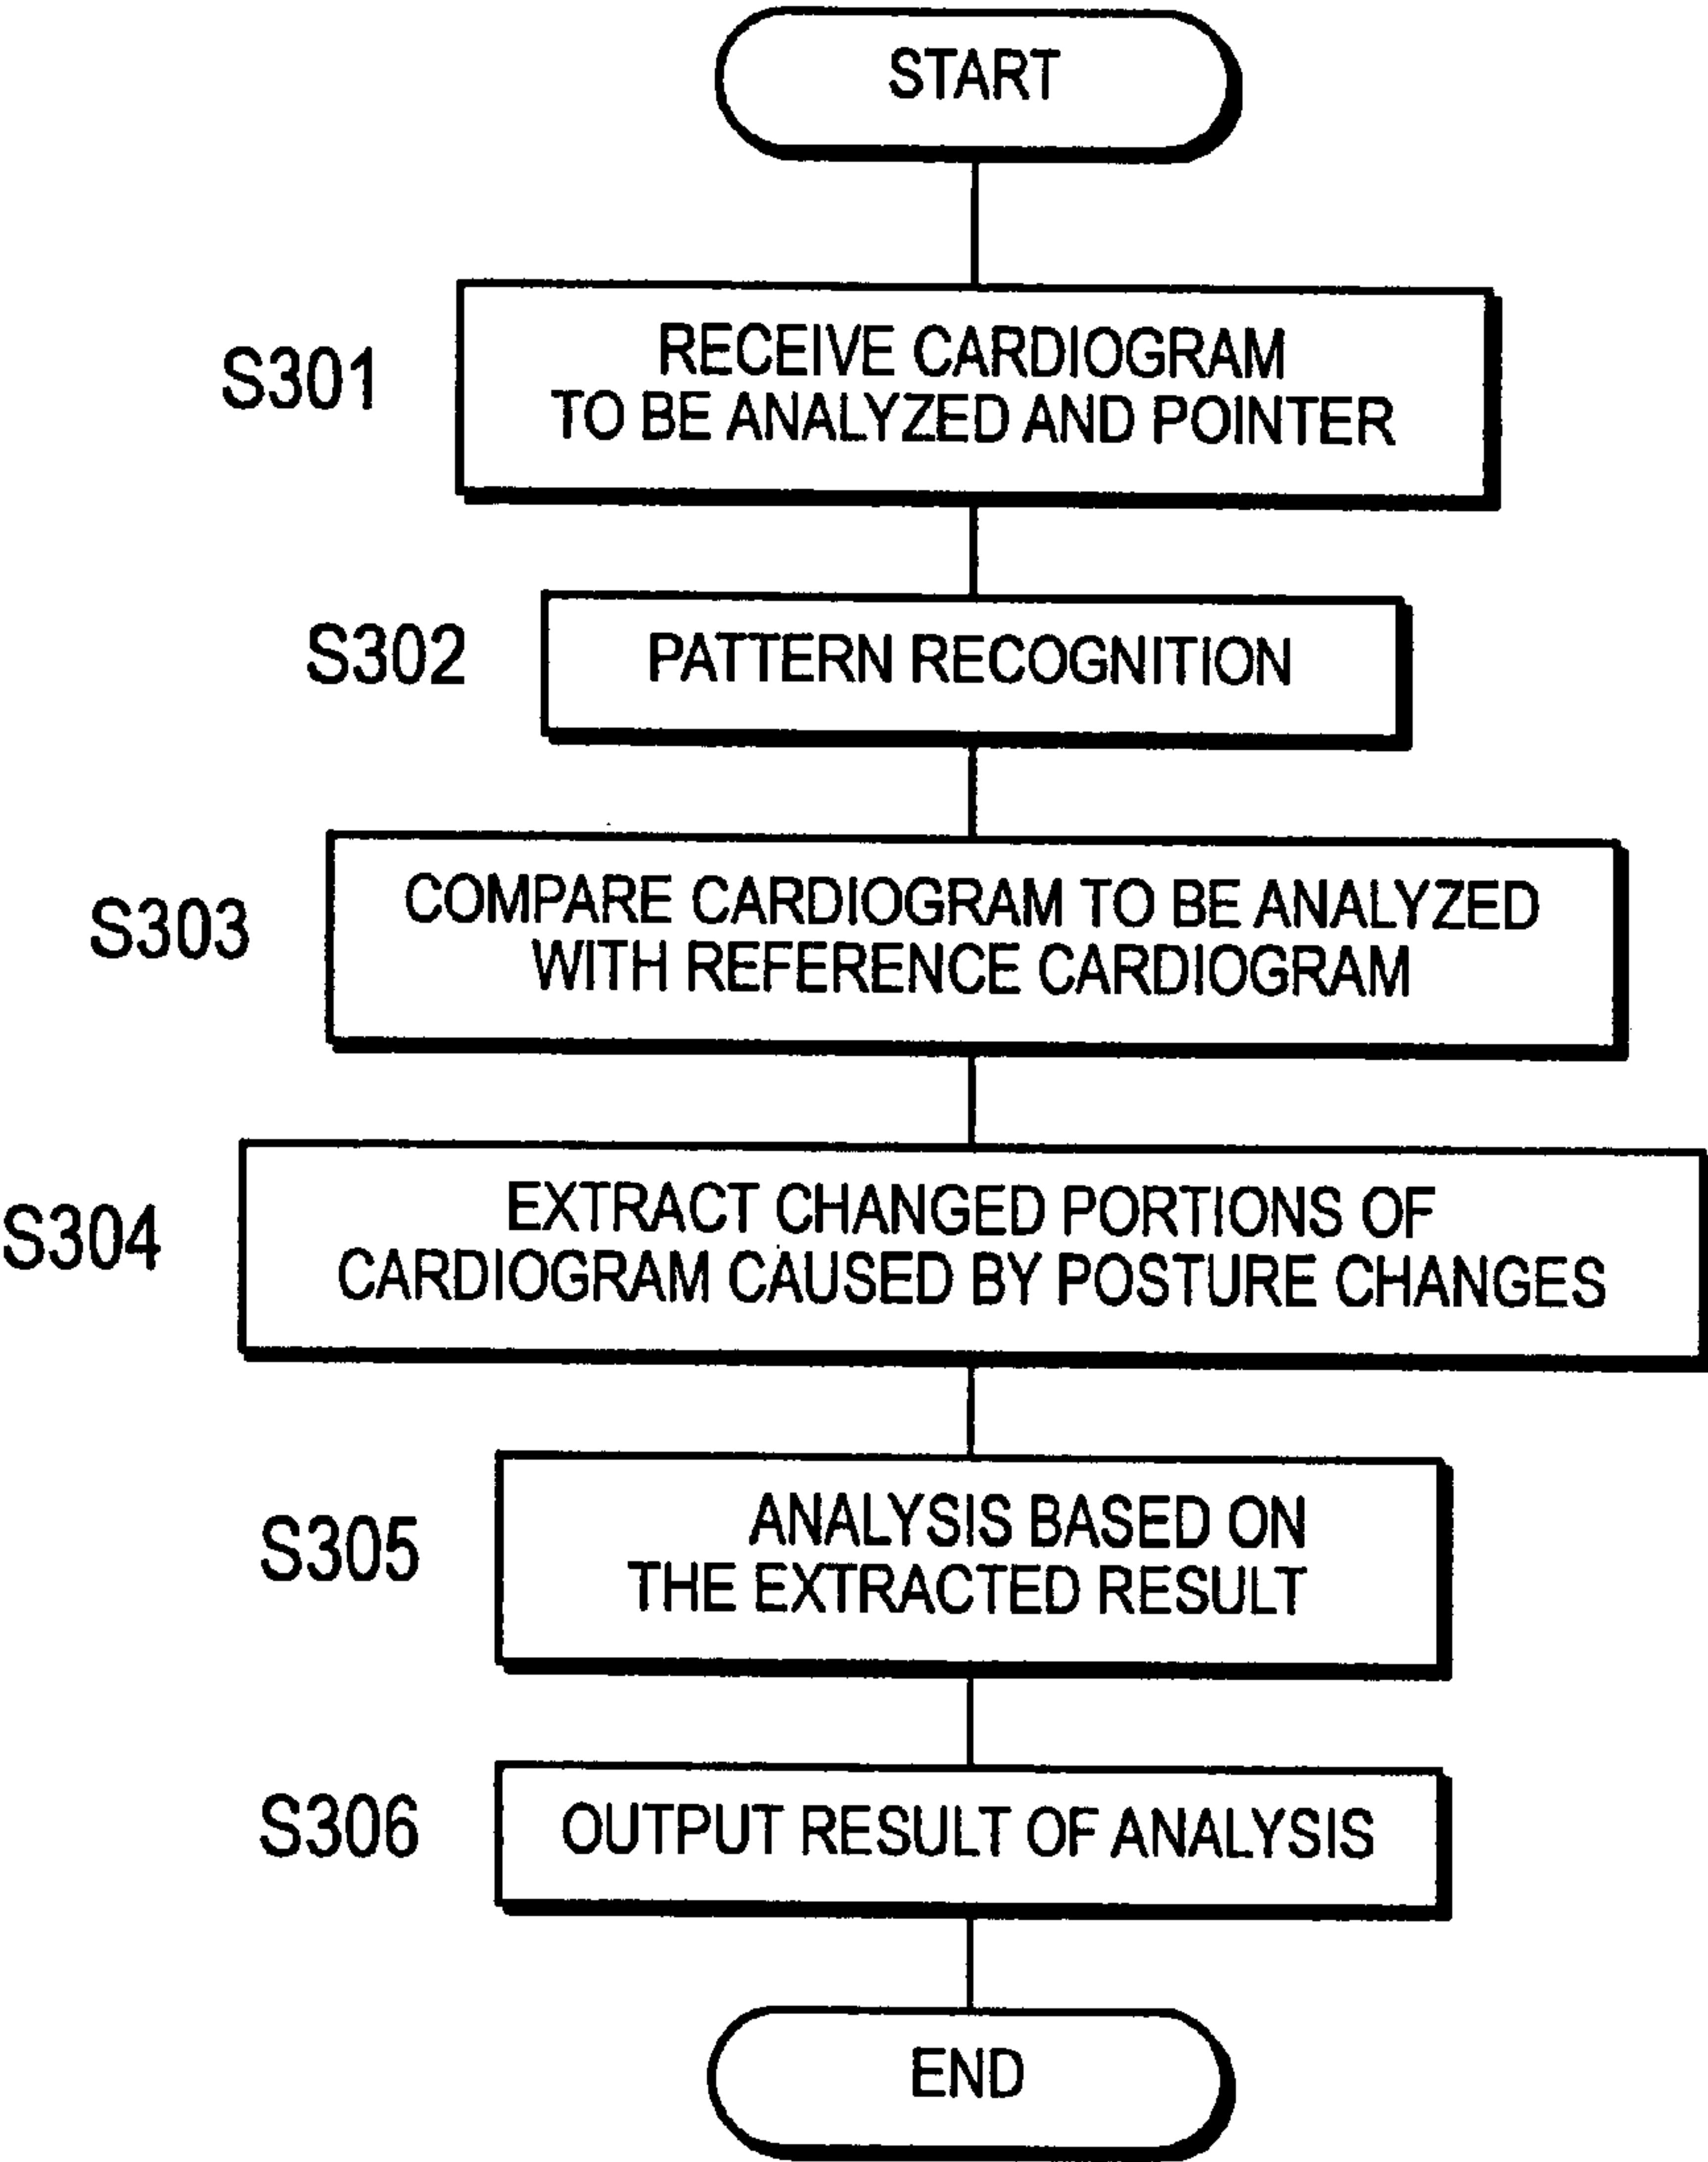 START
S301
RECEIVE CARDIOGRAM
TO BE ANALYZED AND POINTER
S302
PATTERN RECOGNITION
S303
COMPARE CARDIOGRAM TO BE ANALYZED
WITH REFERENCE CARDIOGRAM
S304
EXTRACT CHANGED PORTIONS OF
CARDIOGRAM CAUSED BY POSTURE CHANGES
S305
ANALYSIS BASED ON
THE EXTRACTED RESULT
S306
OUTPUT RESULT OF ANALYSIS
END